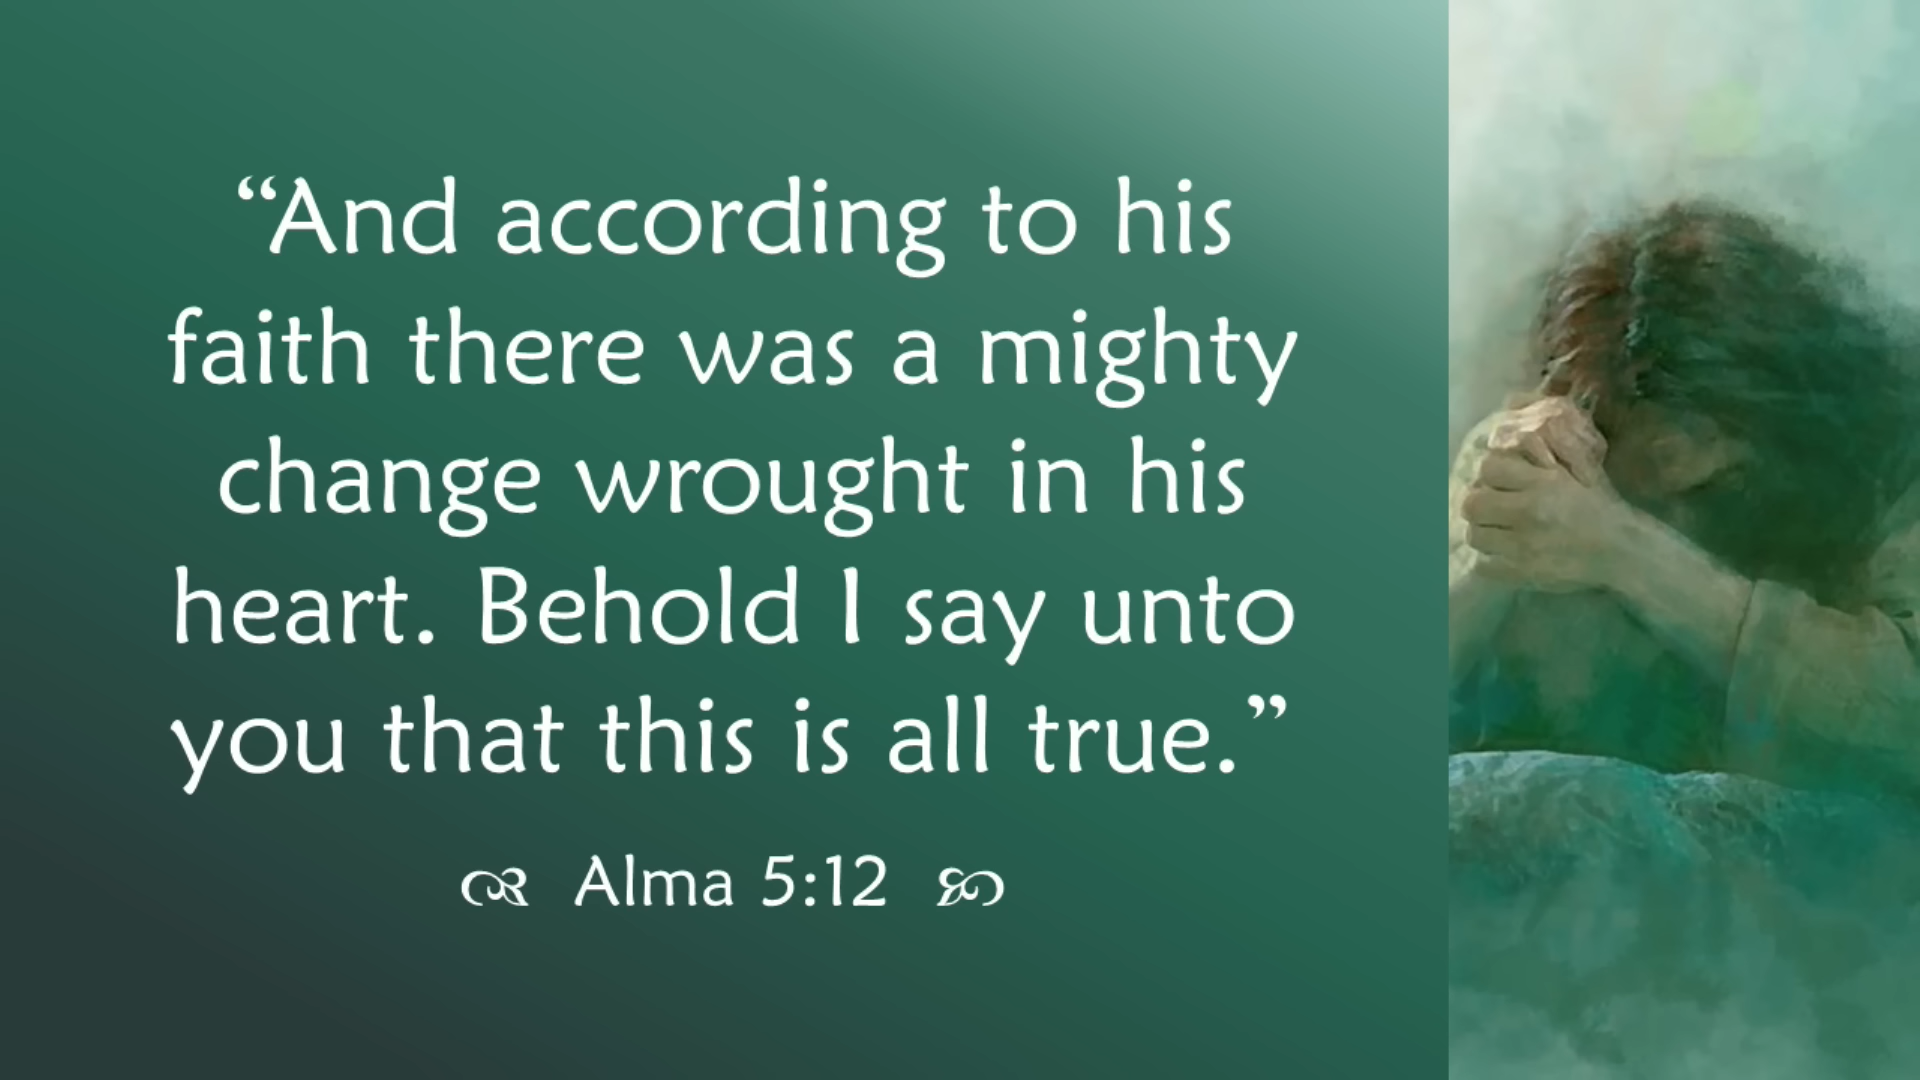 “And according to his
faith there was a mighty
change wrought in his
heart. Behold I say unto
you that this is all true.”
Alma 5:12